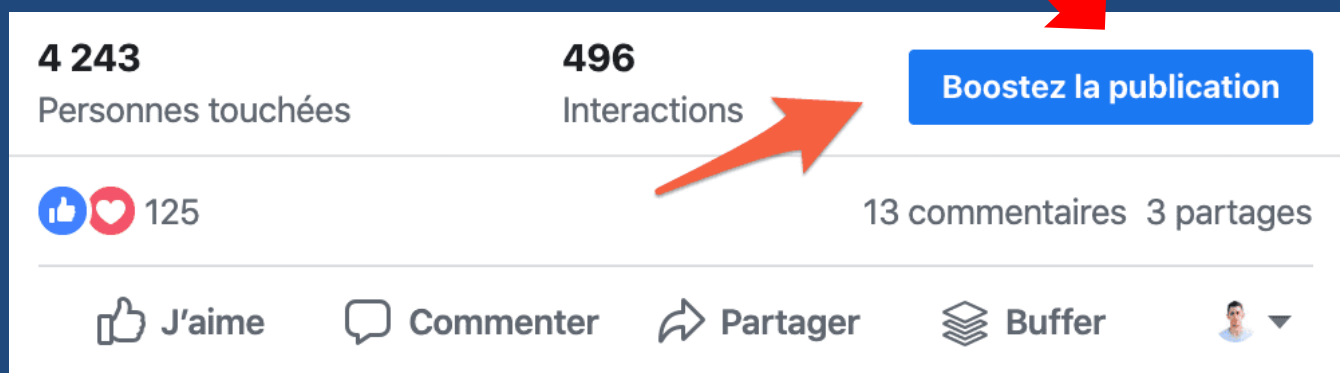 4 243
Personnes touchées
496
Interactions
Boostez la publication
125
13 commentaires 3 partages
J’aime Commenter Partager Buffer